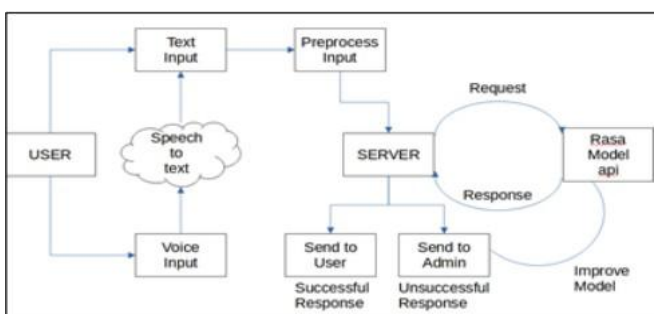 Text
Input
Preprocess
Input
Request
USER
Speech
to
text
SERVER
Rasa
Model
api
Response
Voice
Input
Send to
User
Send to
Admin
Successful
Response
Unsuccessful
Response
Improve
Model